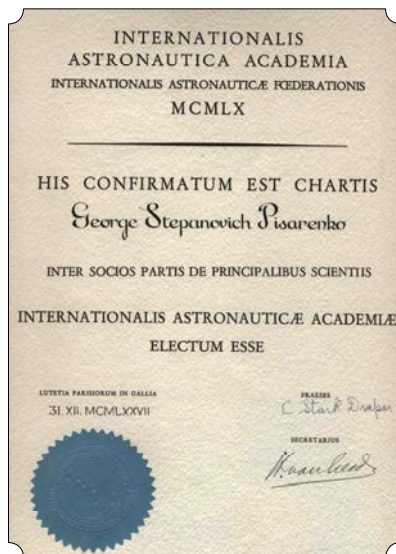 INTERNATIONALIS
ASTRONAUTICA ACADEMIA
INTERNATIONALIS ASTRONAUTICÆ FŒDERATIONIS
MCMLX
HIS CONFIRMATUM EST CHARTIS
George Stepanovich Pisarenko
INTER SOCIOS PARTIS DE PRINCIPALIBUS SCIENTIIS
INTERNATIONALIS ASTRONAUTICÆ ACADEMIÆ
ELECTUM ESSE
LUTETIA PARISIORUM IN GALLIA
31 XII. MCMLXXVII
PRAESES
C Stark Draper
SECRETARIUS